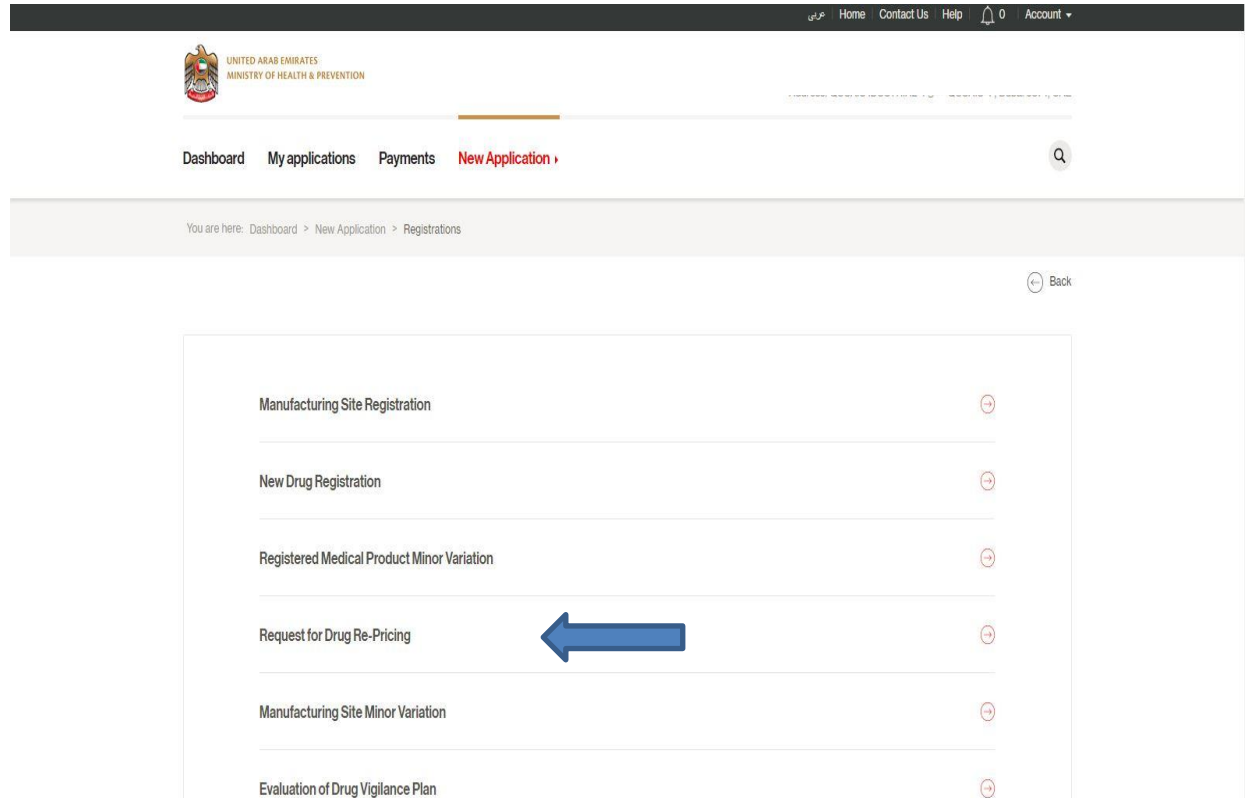 عربى Home Contact Us Help 0 Account
UNITED ARAB EMIRATES
MINISTRY OF HEALTH & PREVENTION
Dashboard My applications Payments New Application
You are here: Dashboard > New Application > Registrations
Back
Manufacturing Site Registration
New Drug Registration
Registered Medical Product Minor Variation
Request for Drug Re-Pricing
Manufacturing Site Minor Variation
Evaluation of Drug Vigilance Plan